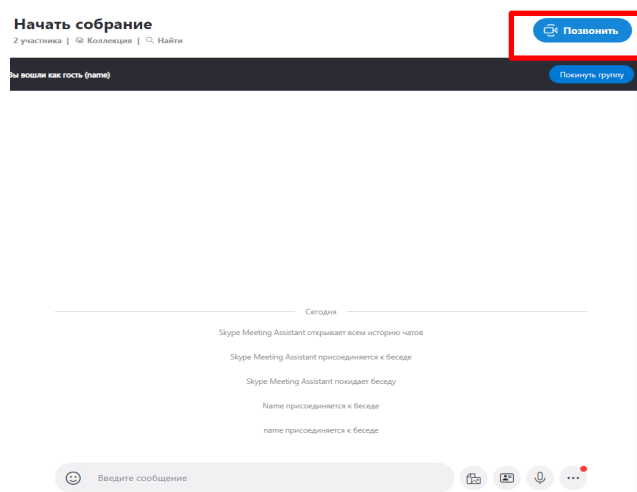 Начать собрание
2 участника | Коллекция | Найти
Позвонить
Вы вошли как гость (name)
Покинуть группу
Сегодня
Skype Meeting Assistant открывает всем историю чатов
Skype Meeting Assistant присоединяется к беседе
Skype Meeting Assistant покидает беседу
Name присоединяется к беседе
name присоединяется к беседе
Введите сообщение